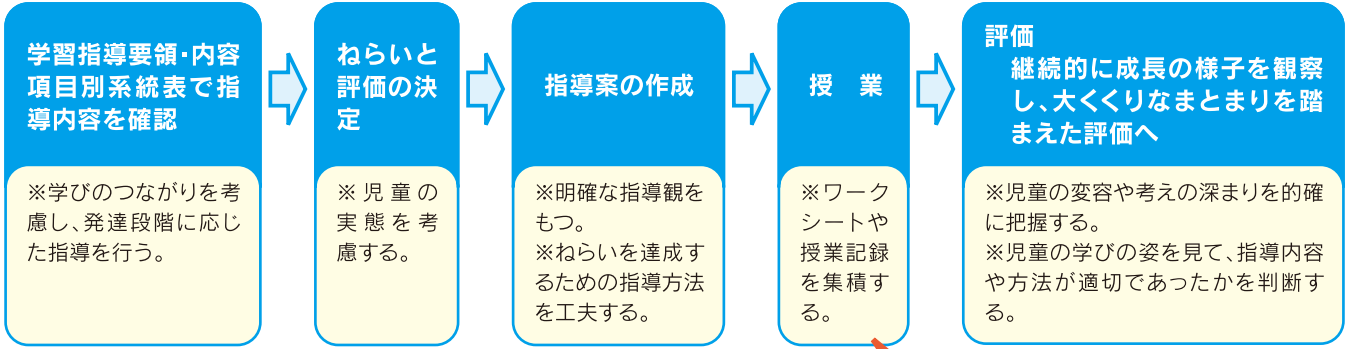 学習指導要領・内容
項目別系統表で指
導内容を確認
※学びのつながりを考
慮し、発達段階に応じ
た指導を行う。
ねらいと
評価の決
定
※児童の
実態を考
慮する。
指導案の作成
※明確な指導観を
もつ。
※ねらいを達成す
るための指導方法
を工夫する。
授　業
※ワーク
シートや
授業記録
を集積す
る。
評価
継続的に成長の様子を観察
し、大くくりなまとまりを踏
まえた評価へ
※児童の変容や考えの深まりを的確
に把握する。
※児童の学びの姿を見て、指導内容
や方法が適切であったかを判断す
る。